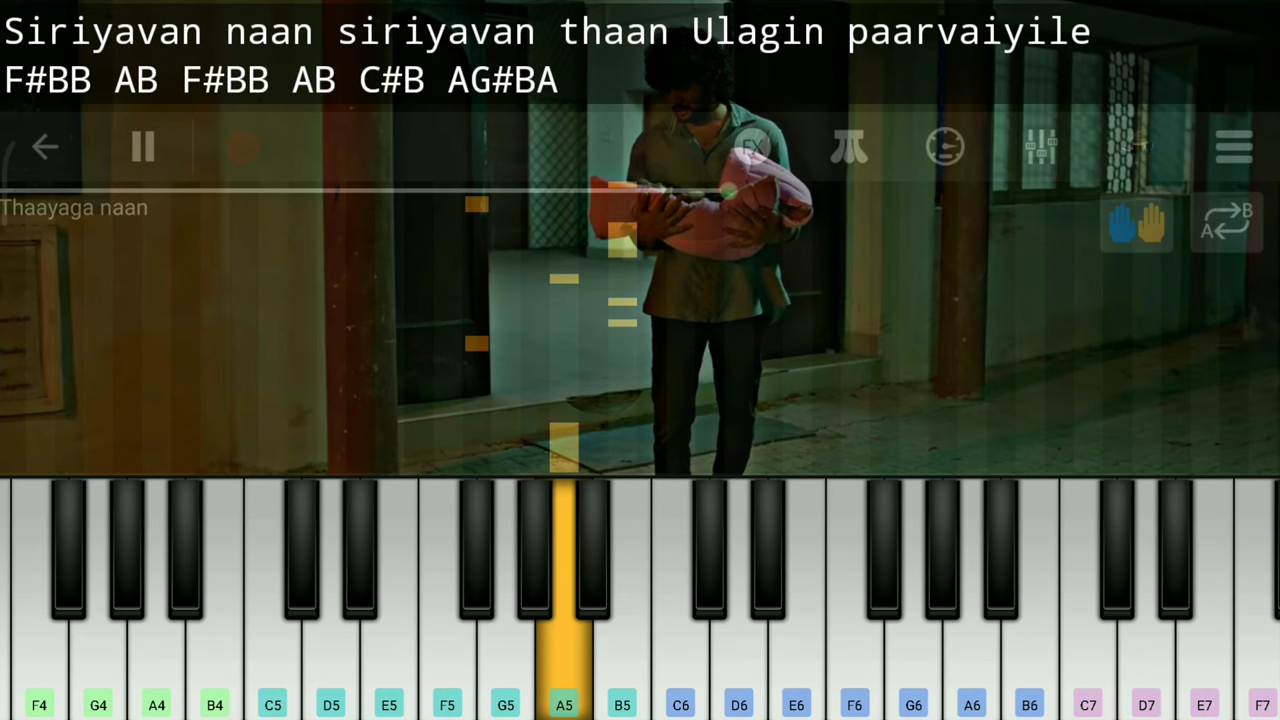 Siriyavan naan siriyavan thaan Ulagin paarvaiyile
F#BB AB F#BB AB C#B AG#BA
FX
Thaayaga naan
A B
F4 G4 A4 B4 C5 D5 E5 F5 G5 A5 B5 C6 D6 E6 F6 G6 A6 B6 C7 D7 E7 F7